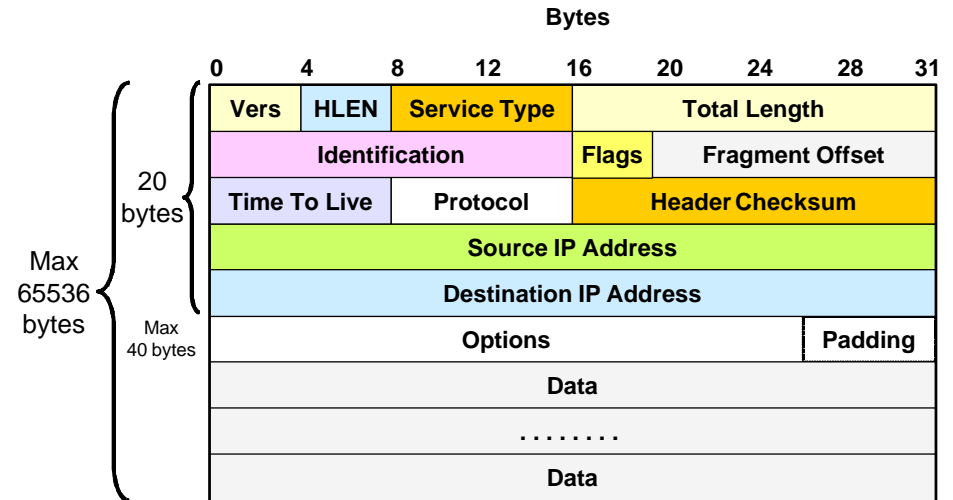 Bytes
0 4 8 12 16 20 24 28 31
Vers HLEN Service Type Total Length
Identification Flags Fragment Offset
20
bytes
Time To Live Protocol Header Checksum
Source IP Address
Max
65536
bytes
Destination IP Address
Max
40 bytes
Options Padding
Data
. . . . . . . .
Data